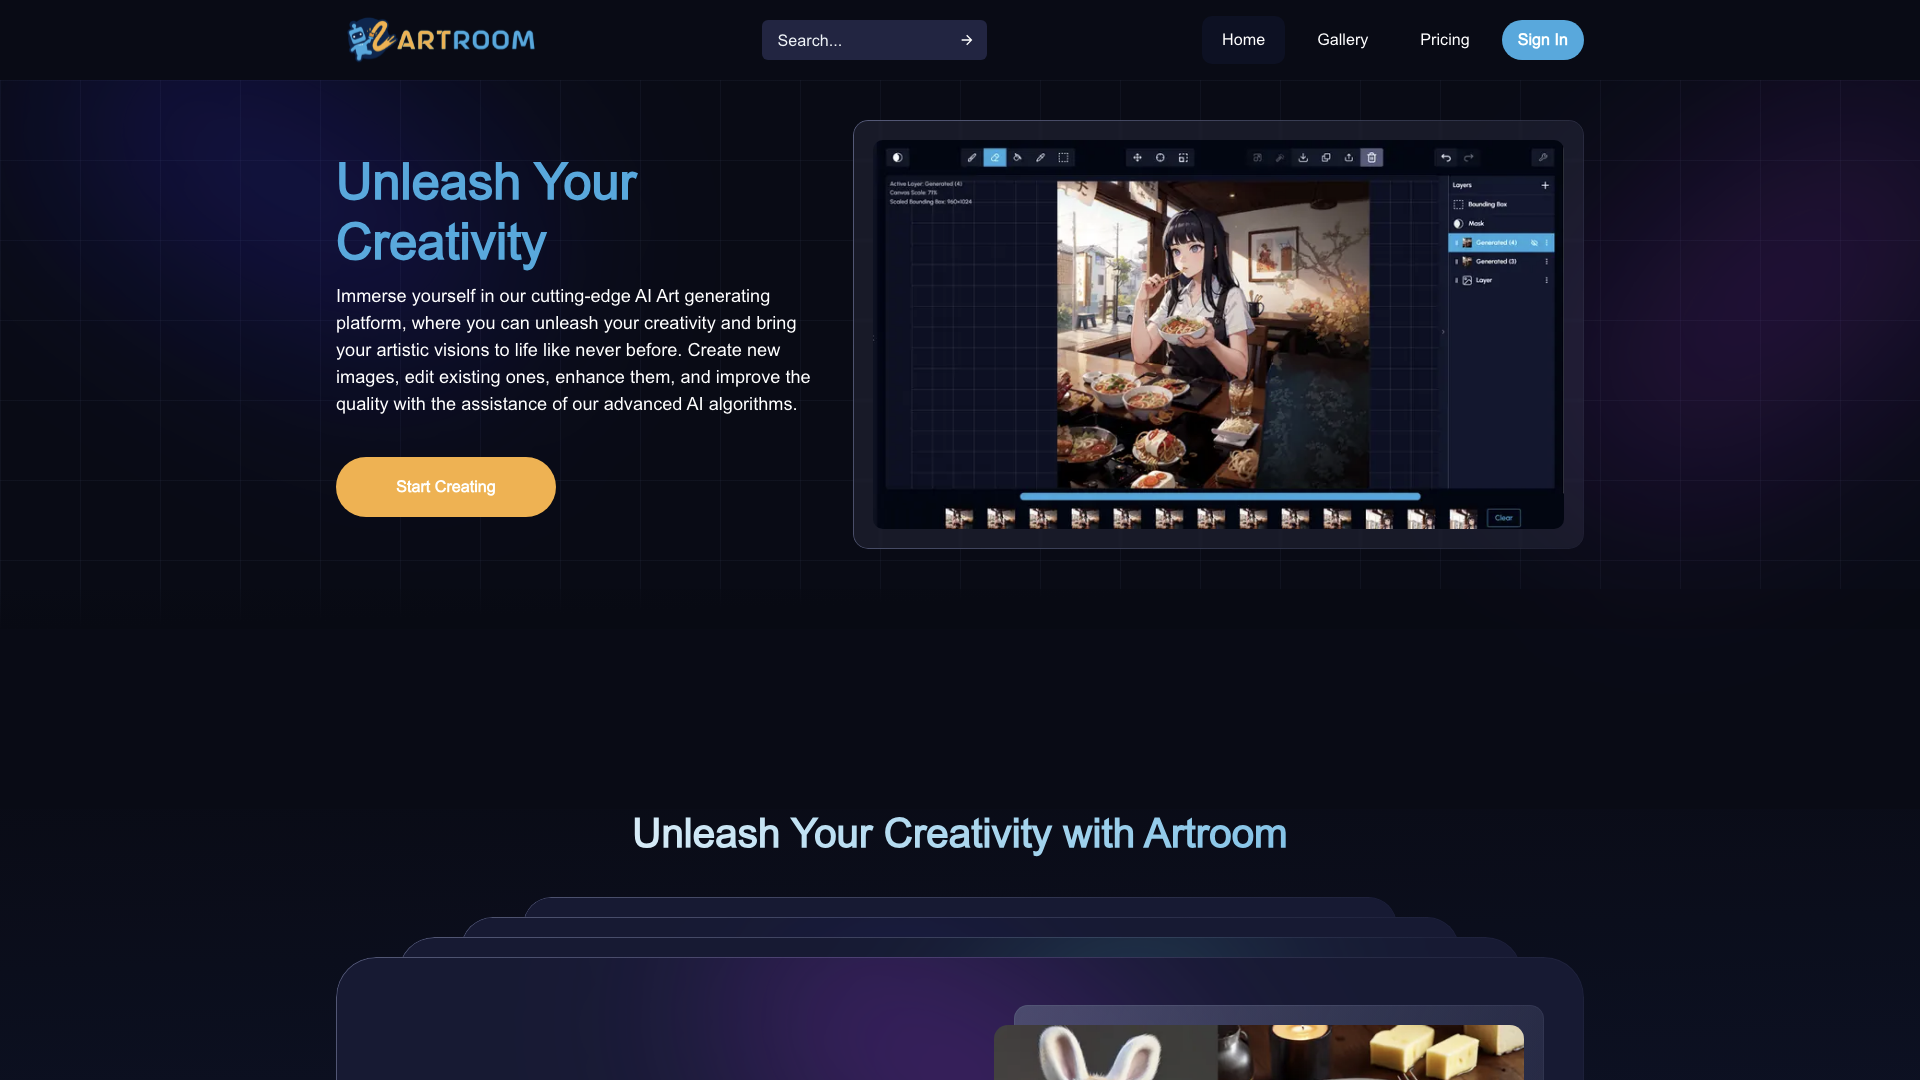 ARTROOM
Search...
Home
Gallery
Pricing
Sign In
Unleash Your
Creativity
Immerse yourself in our cutting-edge AI Art generating
platform, where you can unleash your creativity and bring
your artistic visions to life like never before. Create new
images, edit existing ones, enhance them, and improve the
quality with the assistance of our advanced AI algorithms.
Start Creating
Active Layer: Generated (4)
Canvas Scale: 71%
Scaled Bounding Box: 960×1024
Layers
Bounding Box
Mask
Generated (4)
Generated (3)
Layer
Clear
Unleash Your Creativity with Artroom